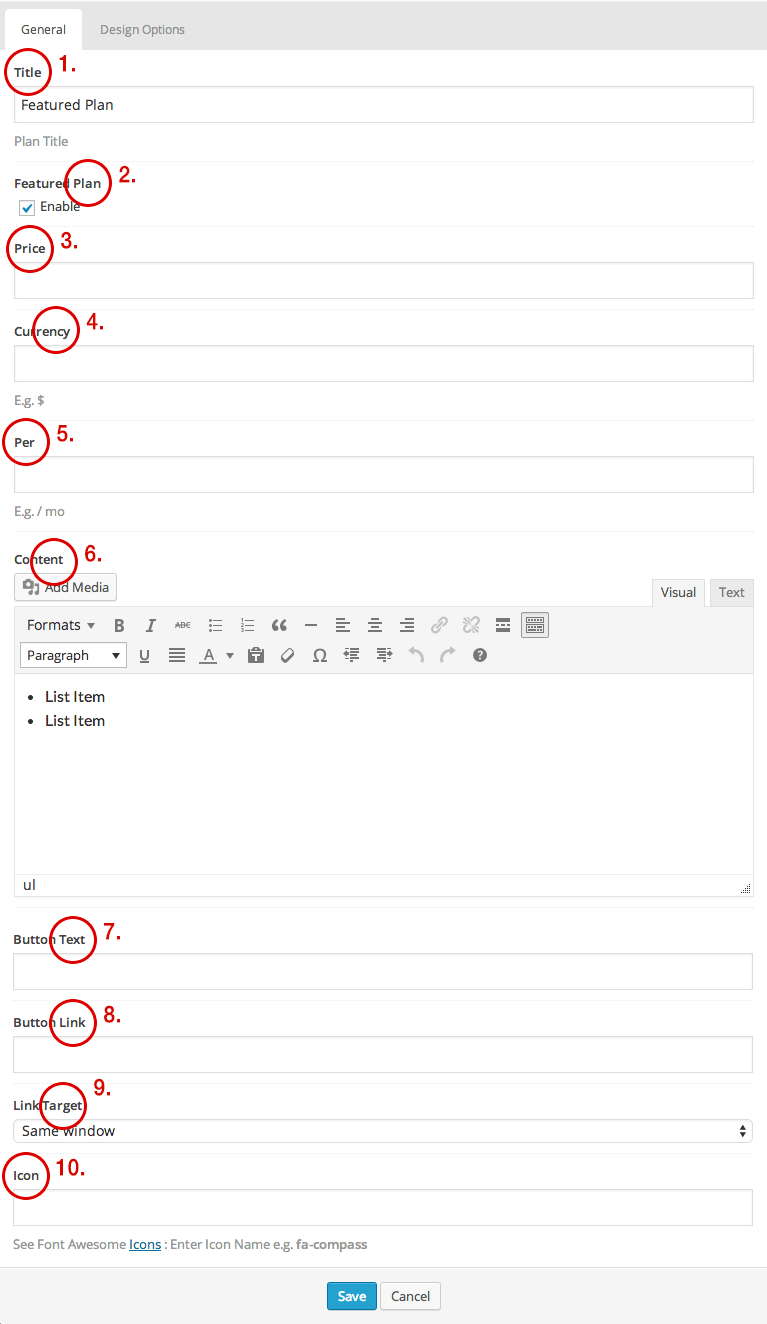 General Design Options
Title 1.
Featured Plan
Plan Title
Featured Plan 2.
Enable
Price 3.
Currency 4.
E.g. $
Per 5.
E.g. / mo
Content 6.
Add Media
Visual Text
Formats B I ABC
Paragraph U A Ω
List Item
List Item
ul
Button Text 7.
Button Link 8.
Link Target 9.
Same window
Icon 10.
See Font Awesome Icons : Enter Icon Name e.g. fa-compass
Save Cancel